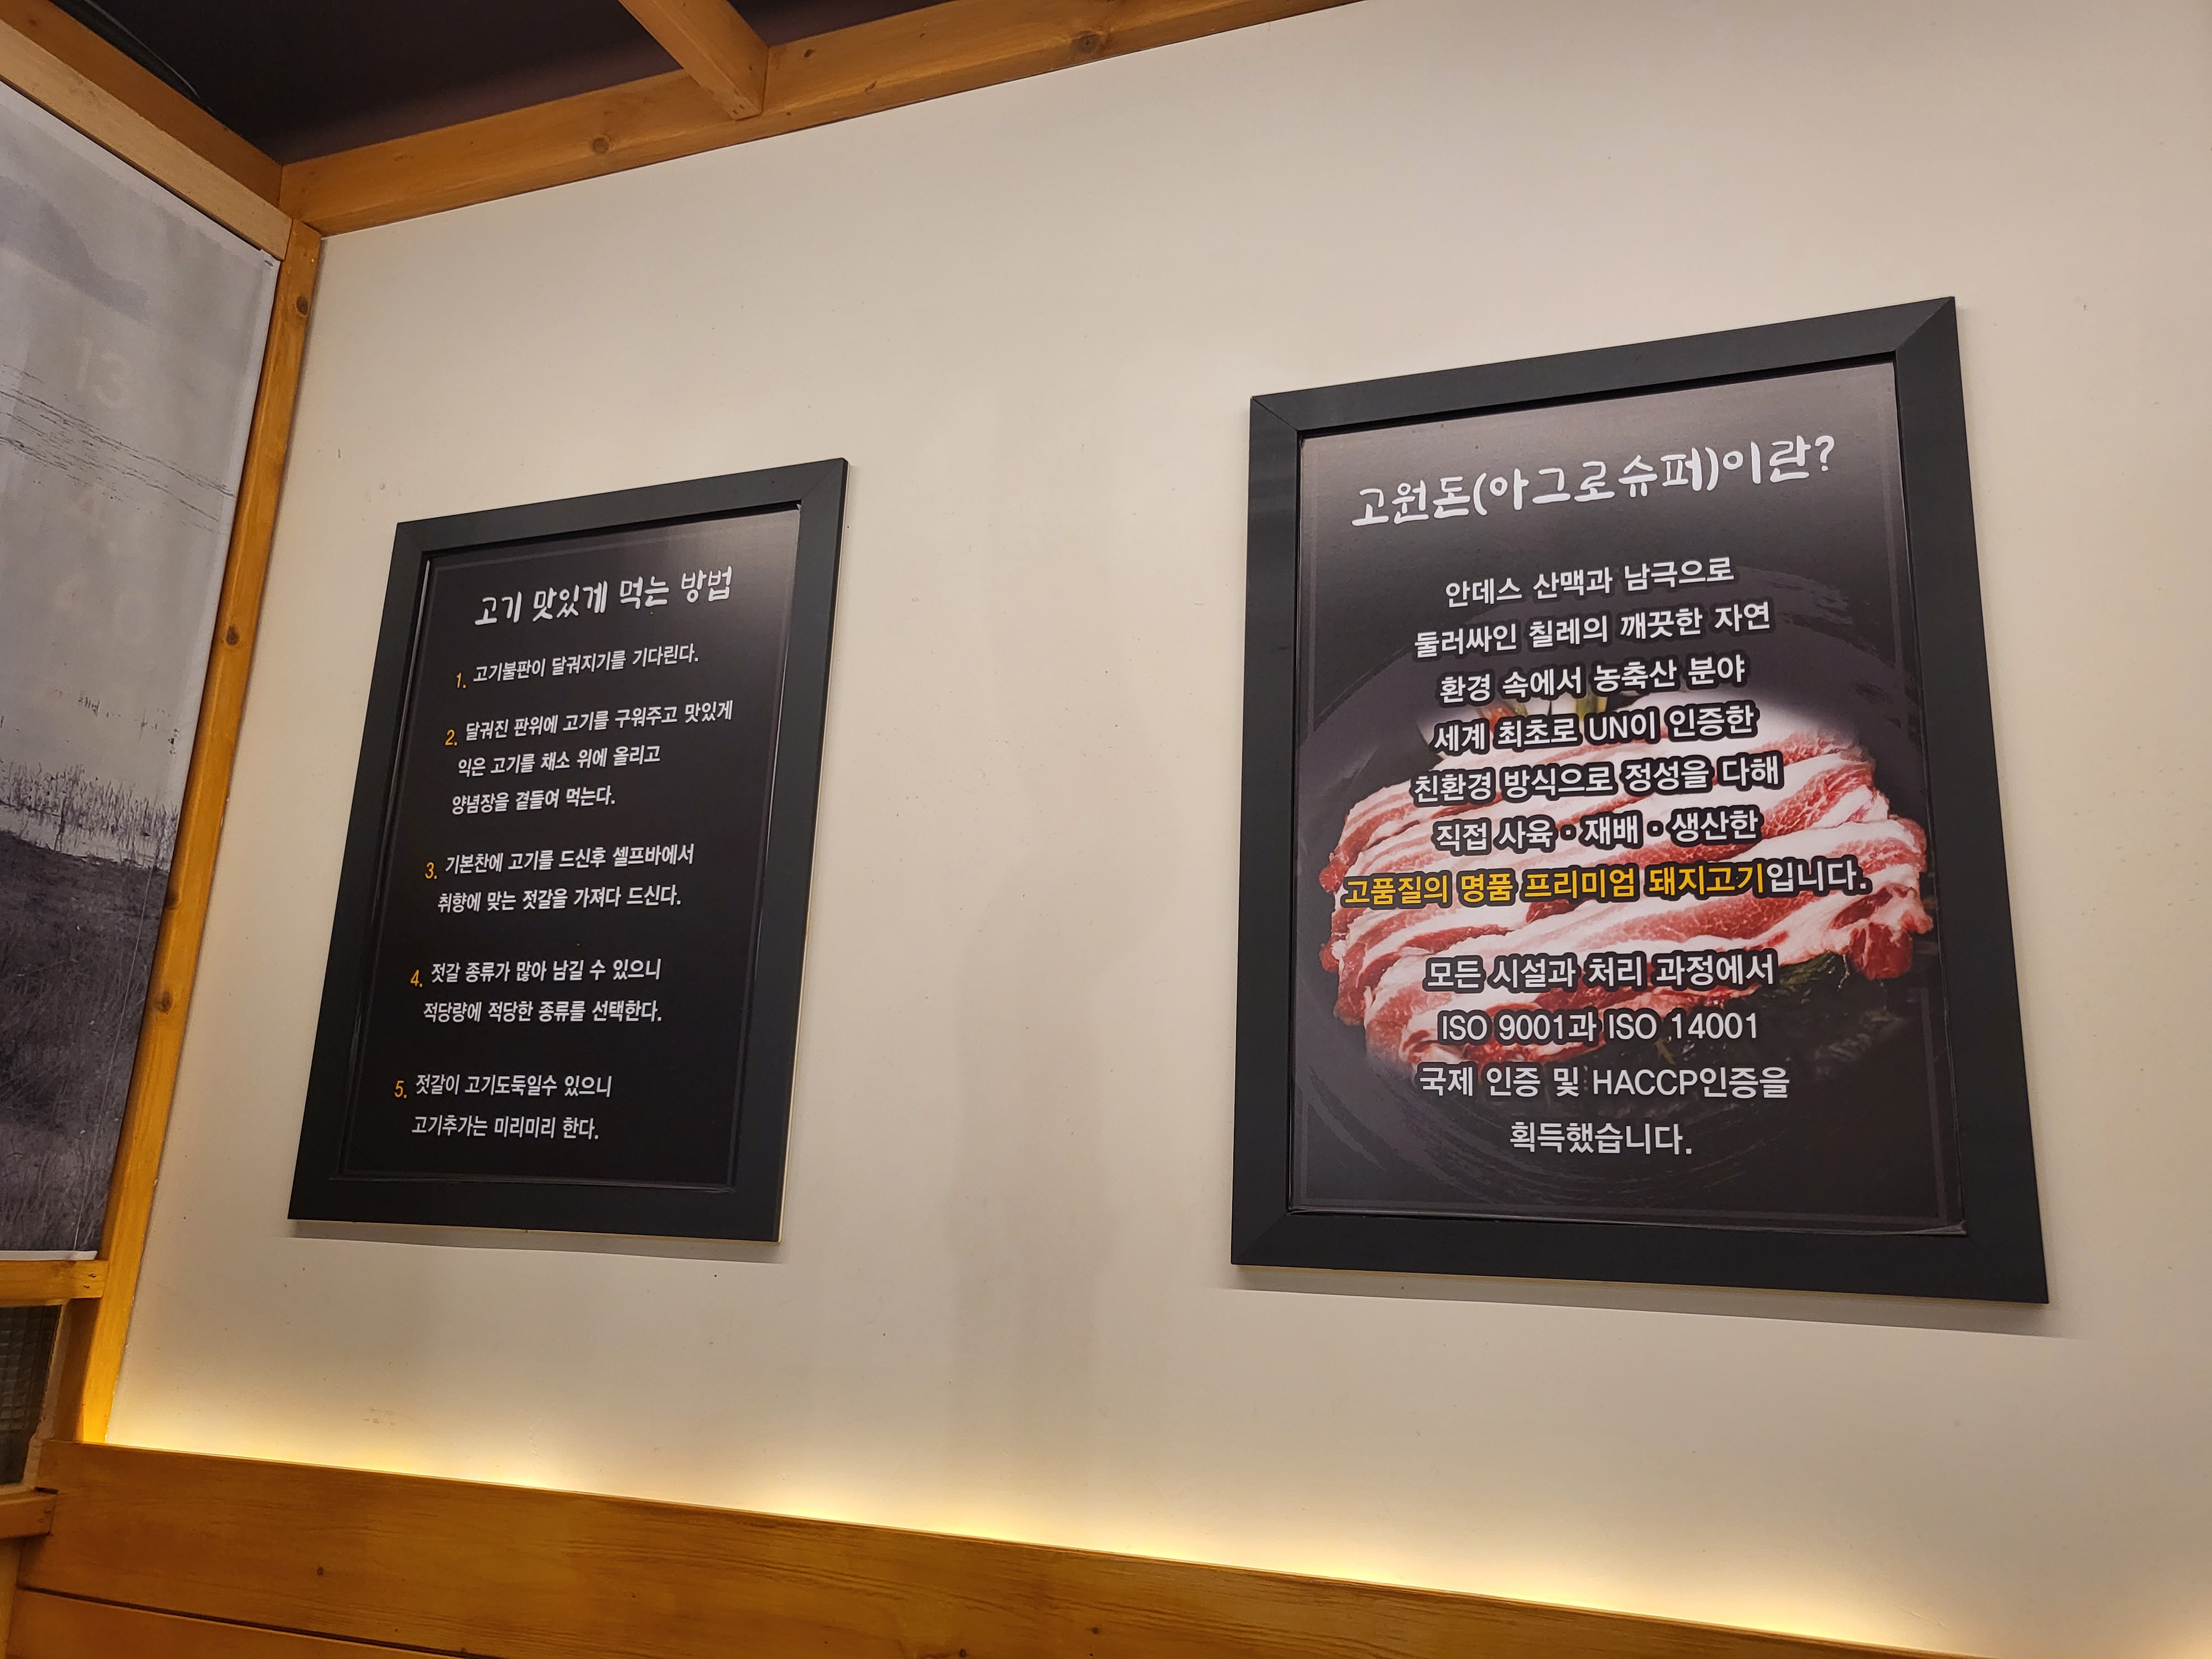 고기 맛있게 먹는 방법
1. 고기불판이 달궈지기를 기다린다.
2. 달궈진 판위에 고기를 구워주고 맛있게
익은 고기를 채소 위에 올리고
양념장을 곁들여 먹는다.
3. 기본찬에 고기를 드신후 셀프바에서
취향에 맞는 젓갈을 가져다 드신다.
4. 젓갈 종류가 많아 남길 수 있으니
적당량에 적당한 종류를 선택한다.
5. 젓갈이 고기도둑일수 있으니
고기추가는 미리미리 한다.
고원돈(아그로슈퍼)이란?
안데스 산맥과 남극으로
둘러싸인 칠레의 깨끗한 자연
환경 속에서 농축산 분야
세계 최초로 UN이 인증한
친환경 방식으로 정성을 다해
직접 사육·재배·생산한
고품질의 명품 프리미엄 돼지고기입니다.
모든 시설과 처리 과정에서
ISO 9001과 ISO 14001
국제 인증 및 HACCP인증을
획득했습니다.